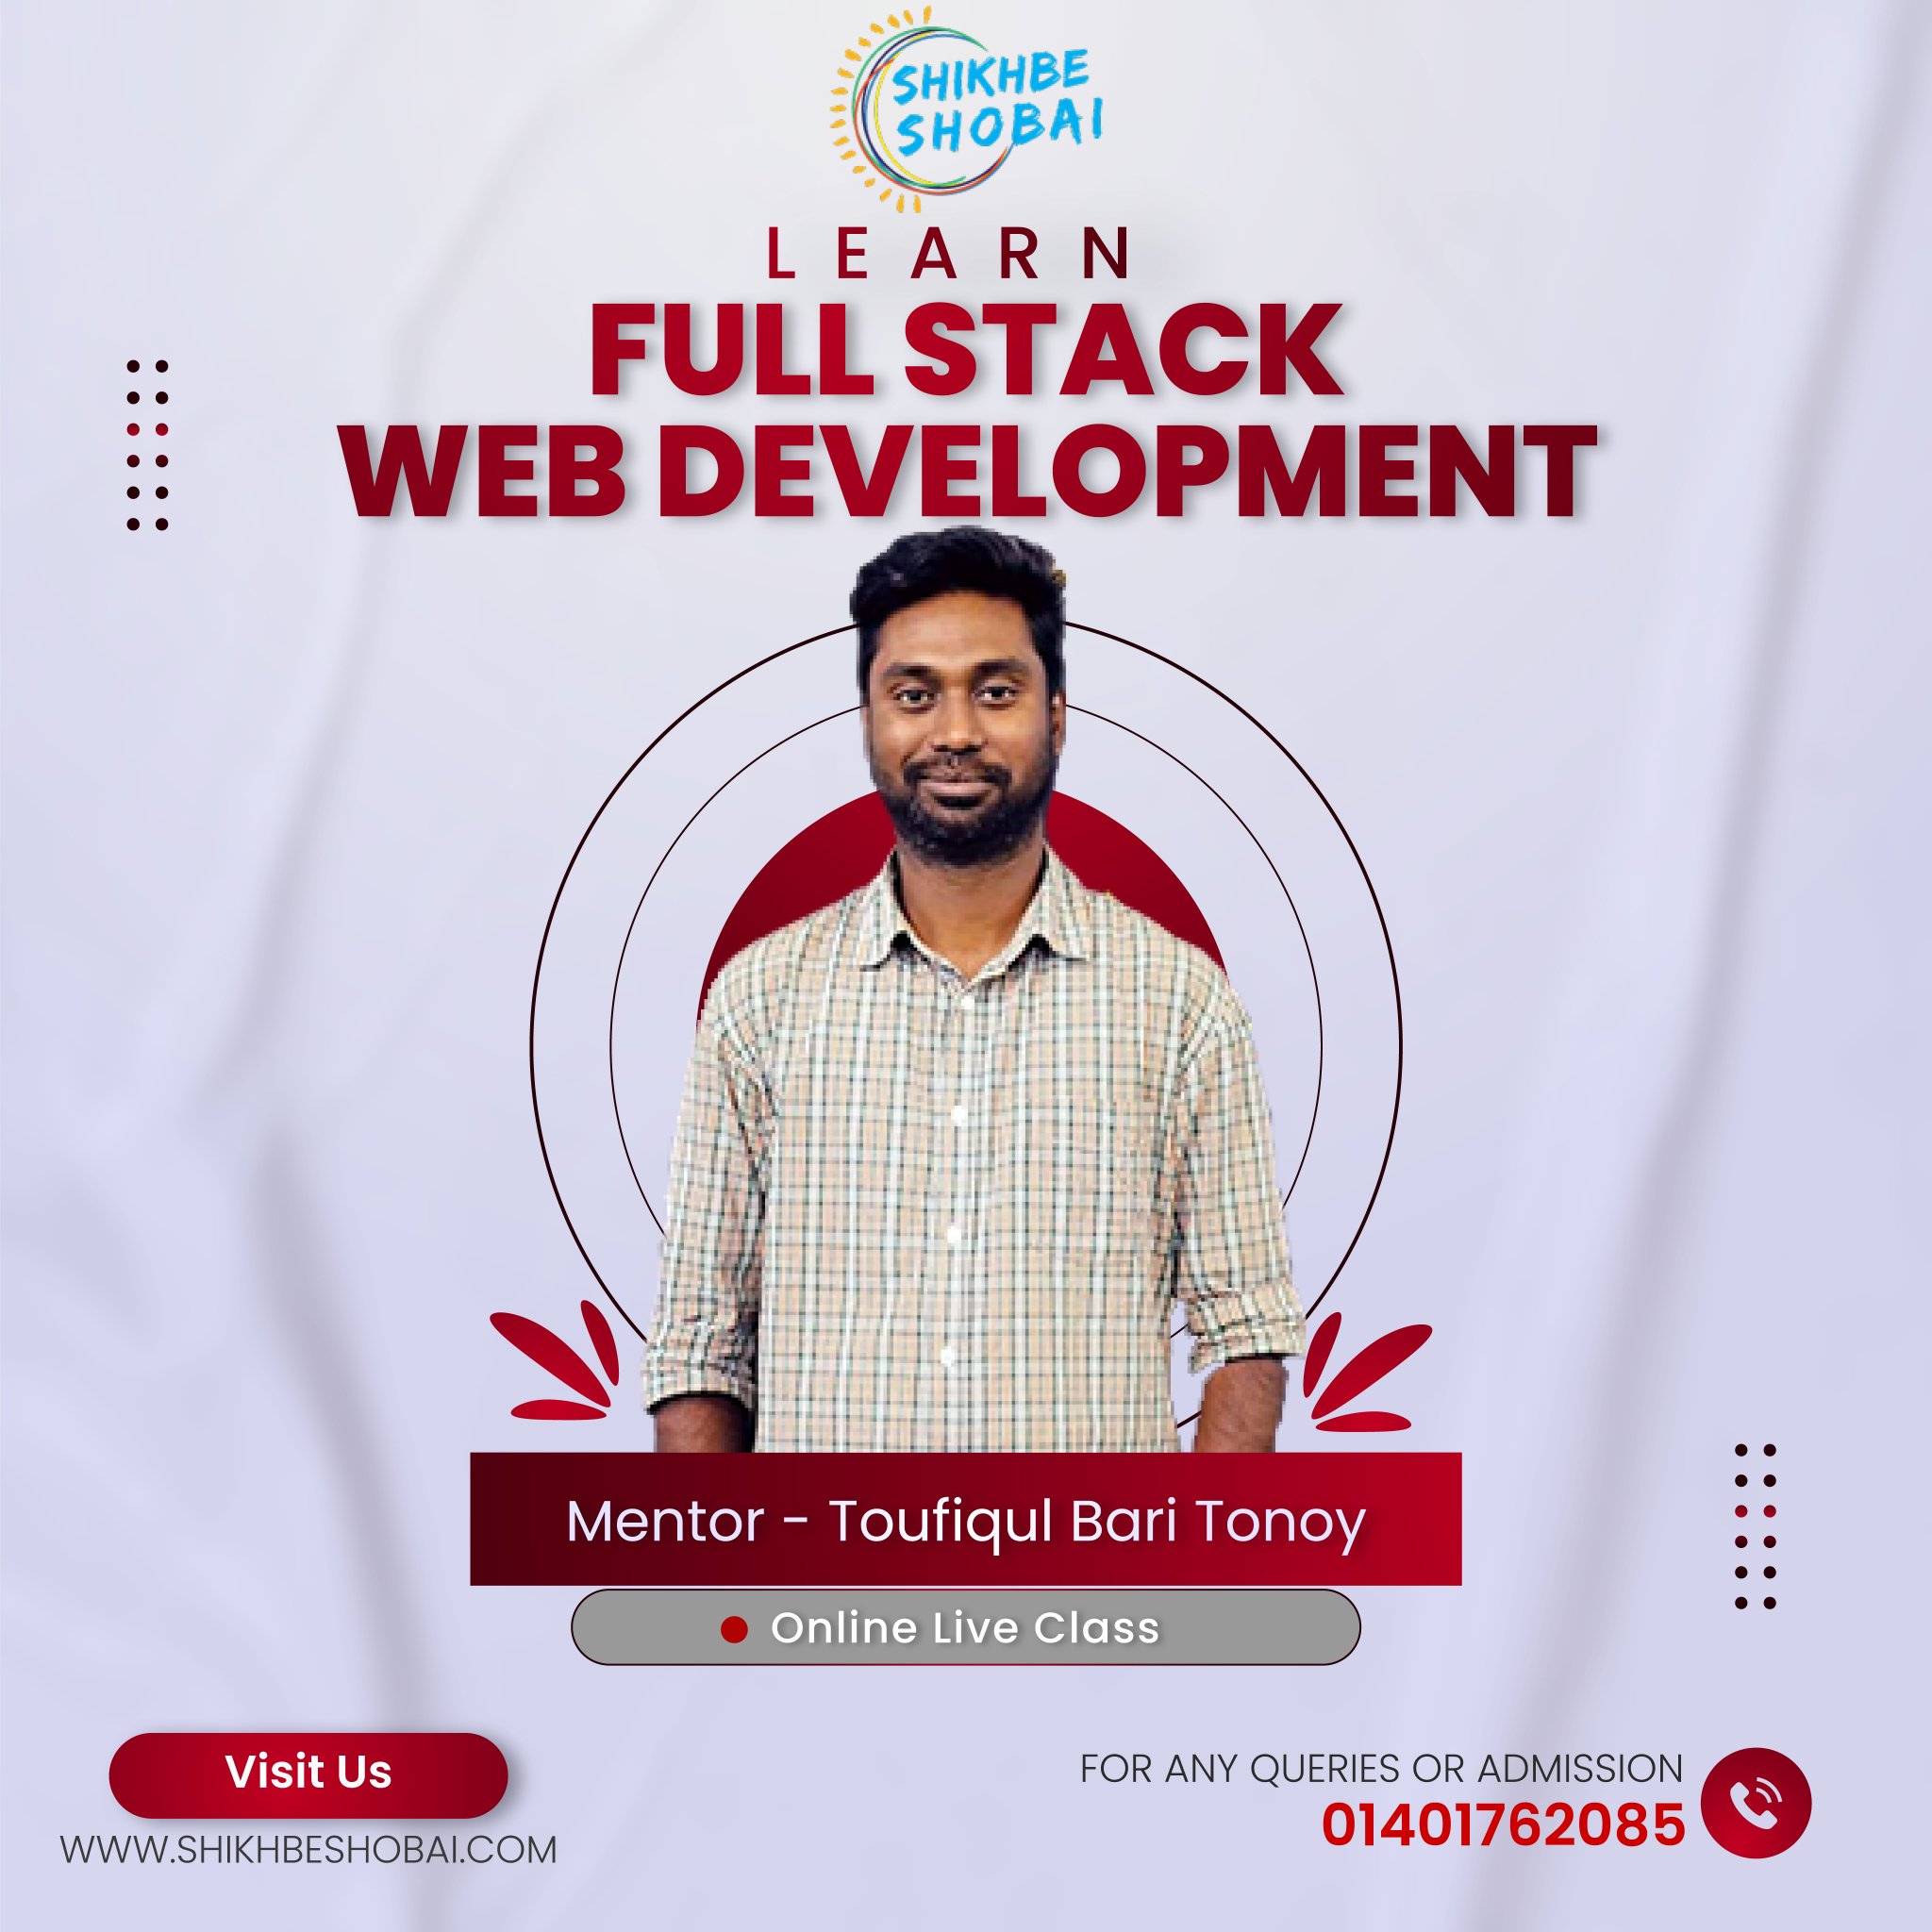 SHIKHBE
SHOBAI
LEARN
FULL STACK
WEB DEVELOPMENT
Mentor - Toufiqul Bari Tonoy
Online Live Class
Visit Us
WWW.SHIKHBESHOBAI.COM
FOR ANY QUERIES OR ADMISSION
01401762085